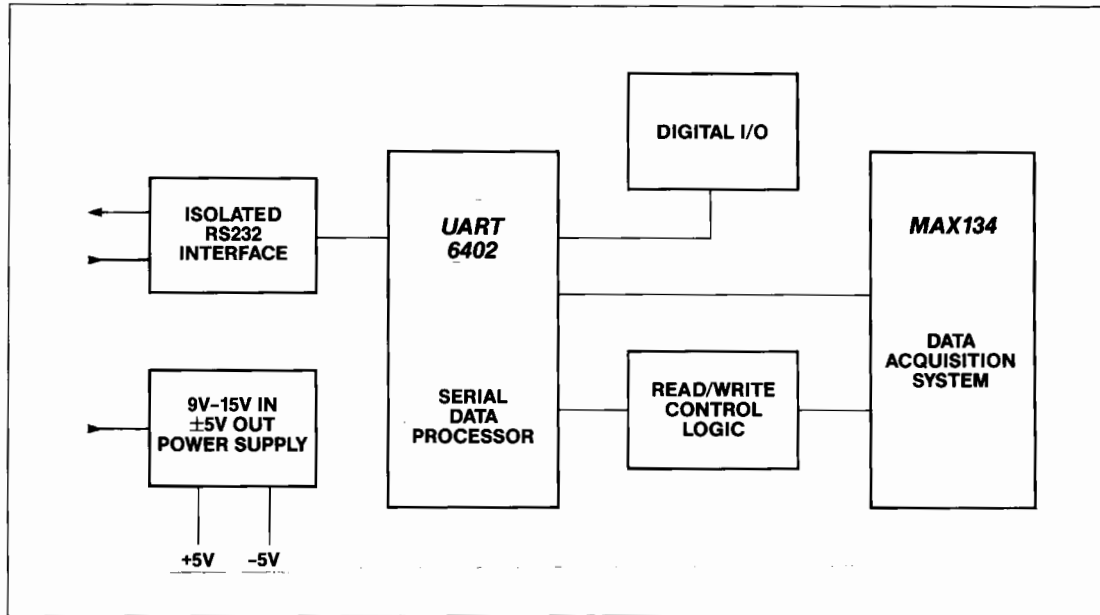 DIGITAL I/O
ISOLATED
RS232
INTERFACE
UART
6402
SERIAL
DATA
PROCESSOR
MAX134
DATA
ACQUISITION
SYSTEM
9V–15V IN
±5V OUT
POWER SUPPLY
READ/WRITE
CONTROL
LOGIC
+5V
–5V